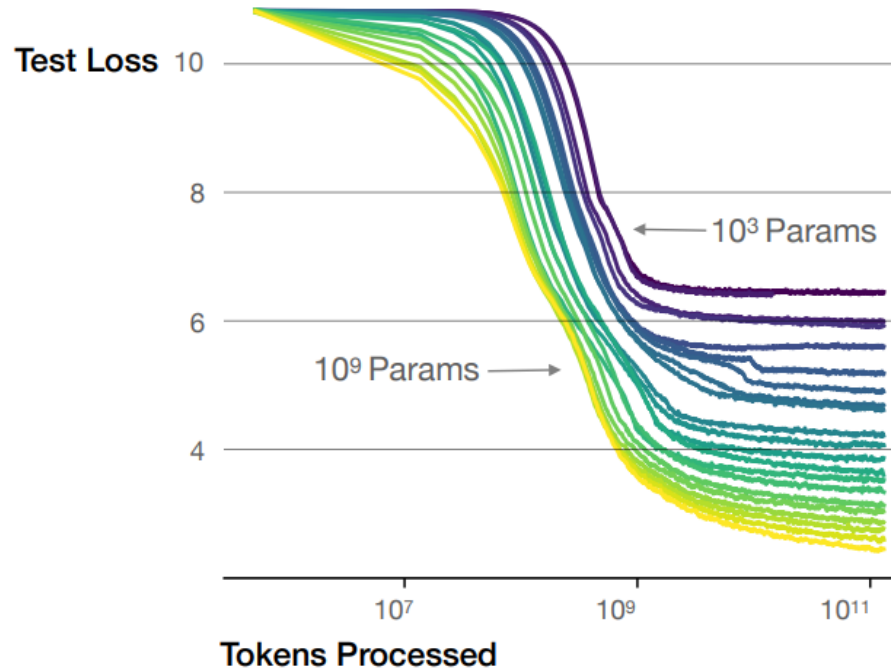 Test Loss
10
8
6
4
10³ Params
10⁹ Params
10⁷
10⁹
10¹¹
Tokens Processed